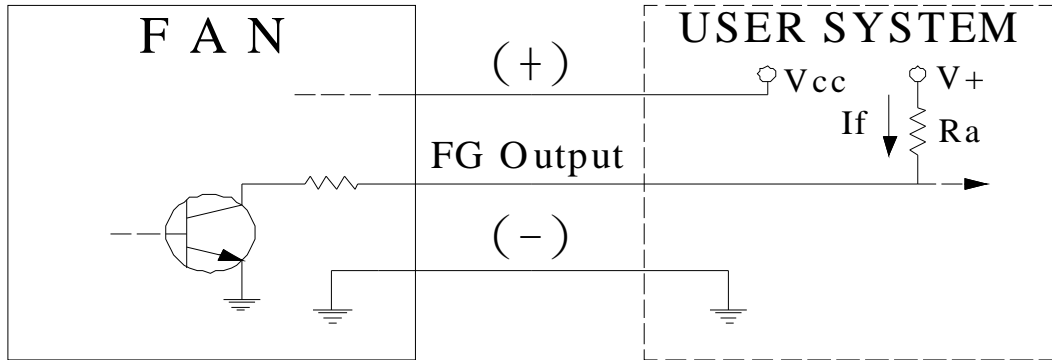 F A N
USER SYSTEM
(+)
Vcc
V+
If
Ra
FG Output
(-)